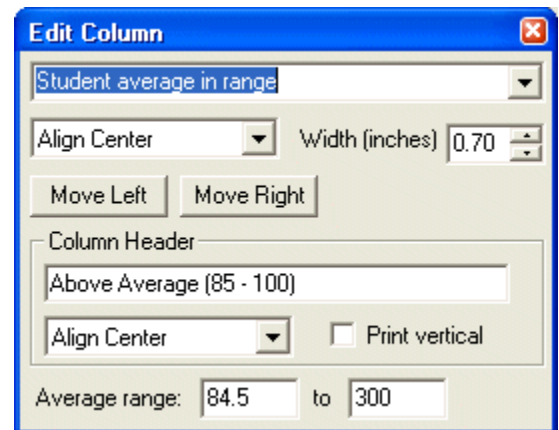 Edit Column
Student average in range
Align Center Width (inches) 0.70
Move Left Move Right
Column Header
Above Average (85 - 100)
Align Center Print vertical
Average range: 84.5 to 300